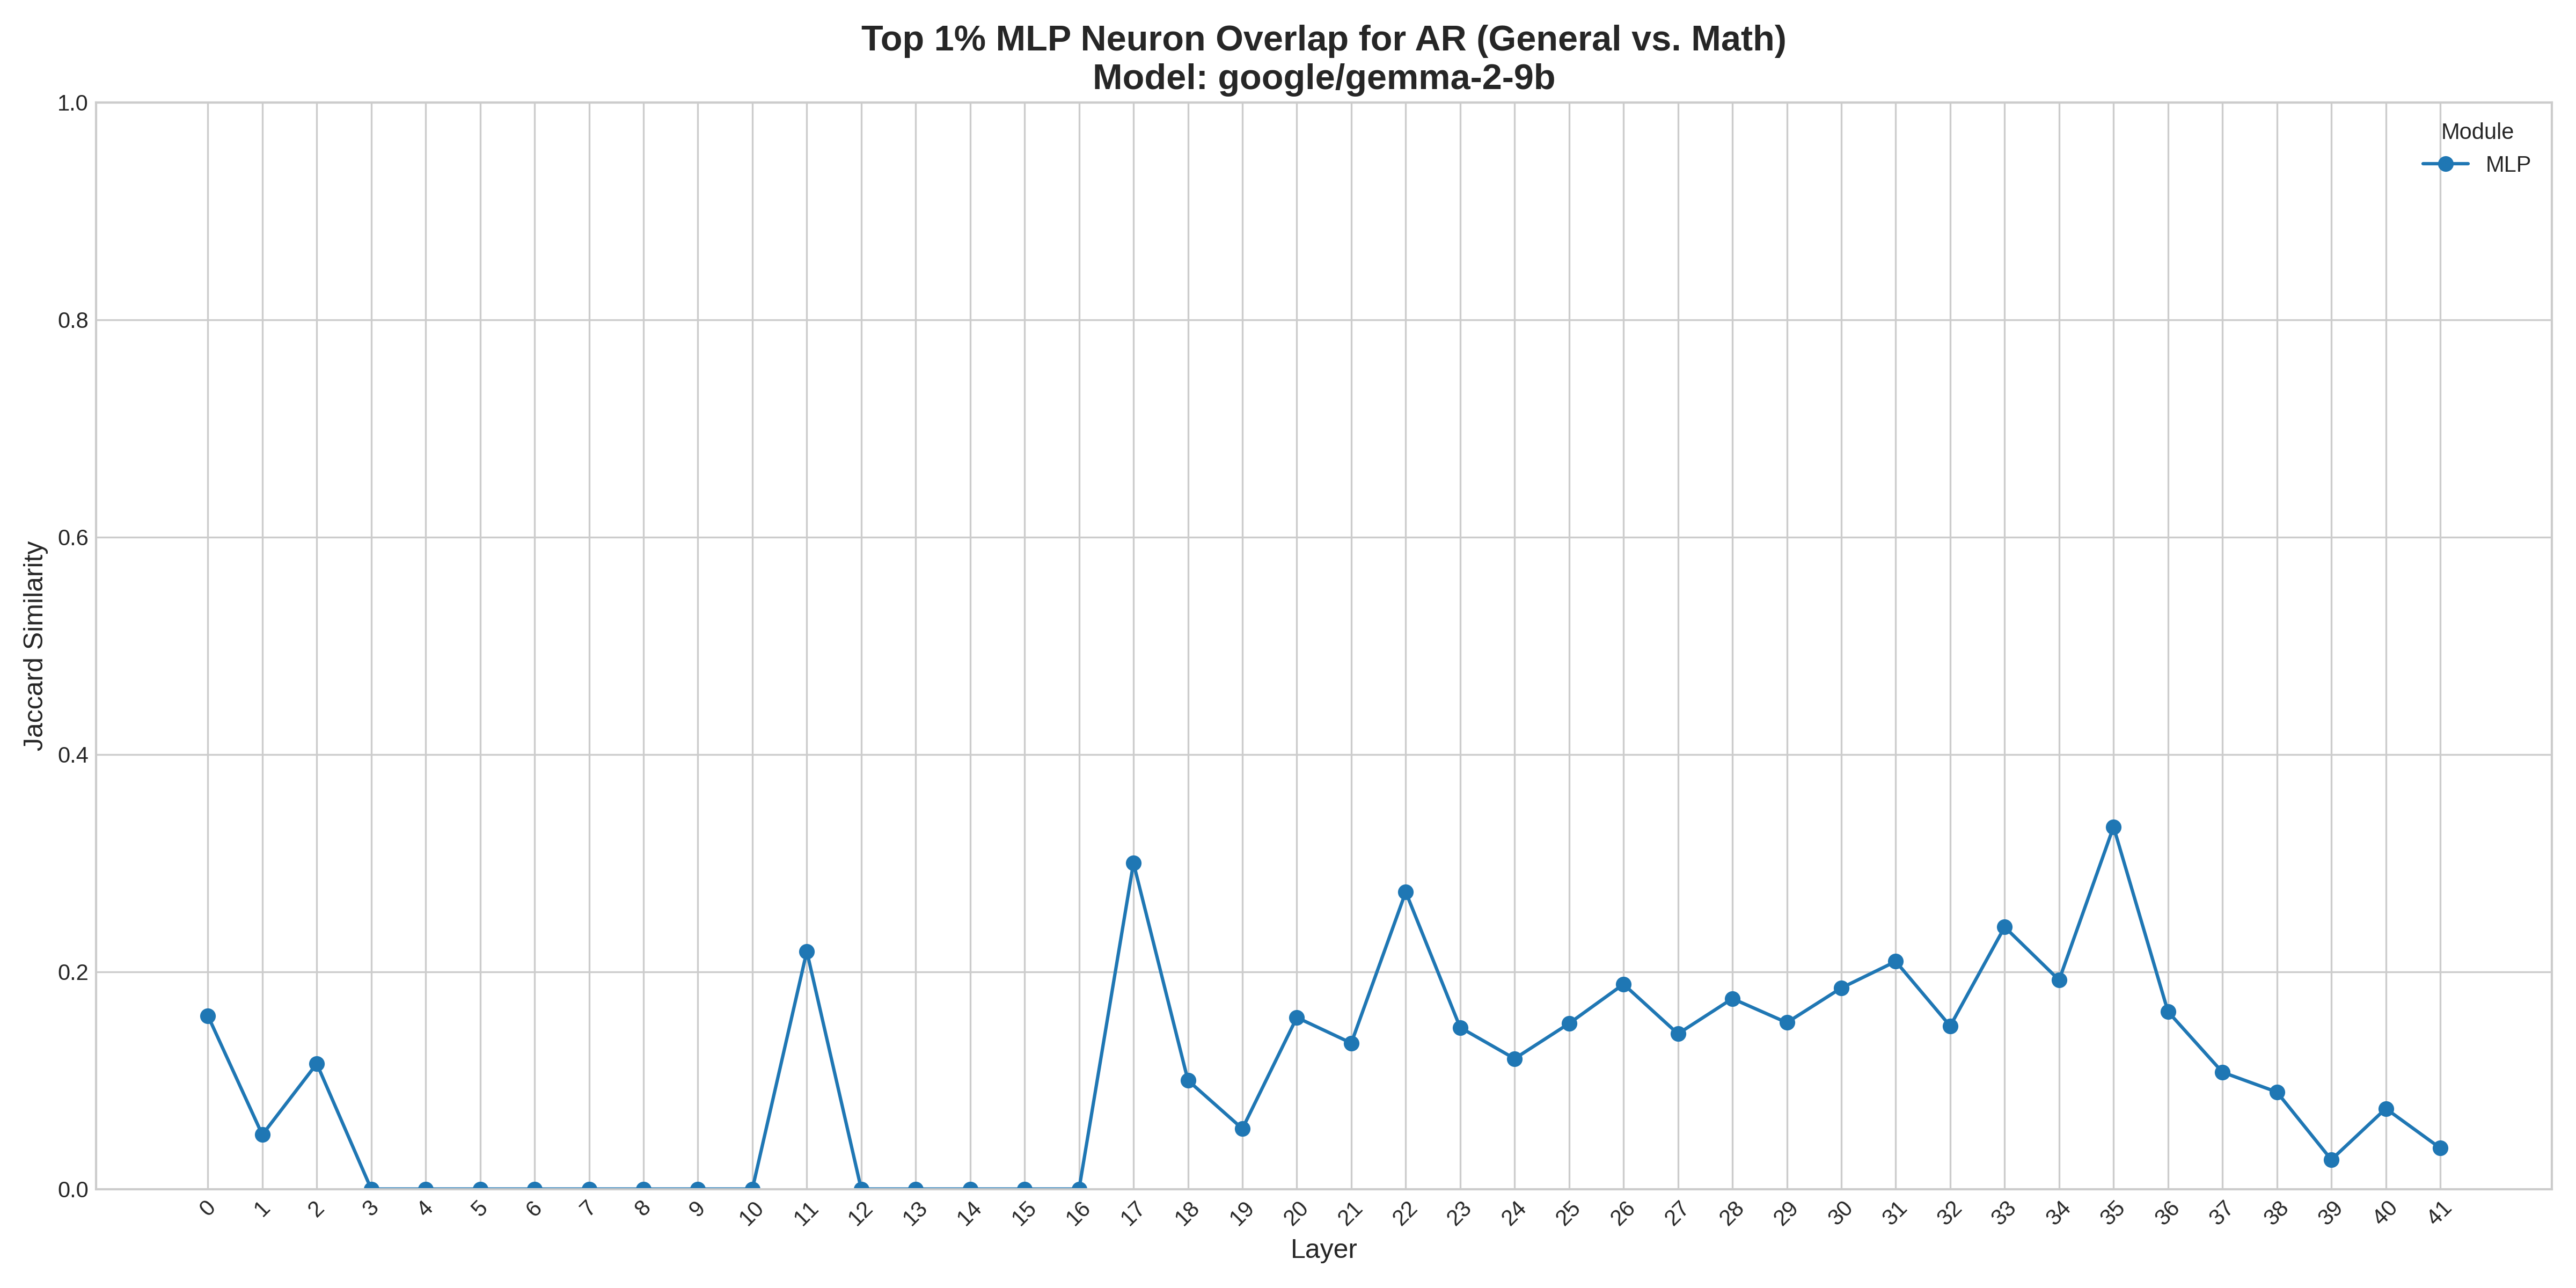 Top 1% MLP Neuron Overlap for AR (General vs. Math)
Model: google/gemma-2-9b
Module
MLP
Jaccard Similarity
1.0
0.8
0.6
0.4
0.2
0.0
0 1 2 3 4 5 6 7 8 9 10 11 12 13 14 15 16 17 18 19 20 21 22 23 24 25 26 27 28 29 30 31 32 33 34 35 36 37 38 39 40 41
Layer